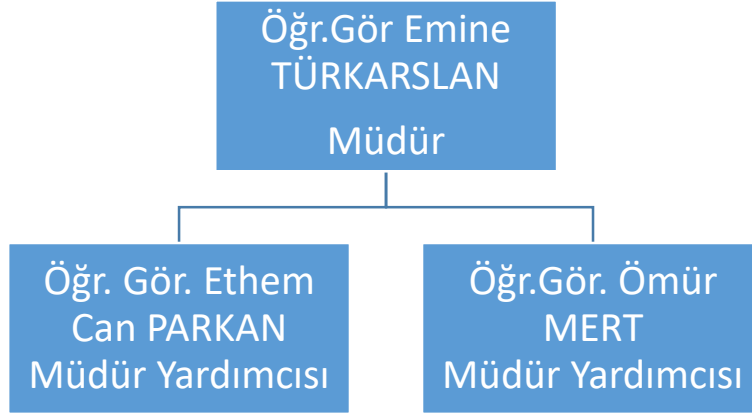 Öğr.Gör Emine
TÜRKARSLAN
Müdür
Öğr. Gör. Ethem
Can PARKAN
Müdür Yardımcısı
Öğr.Gör. Ömür
MERT
Müdür Yardımcısı